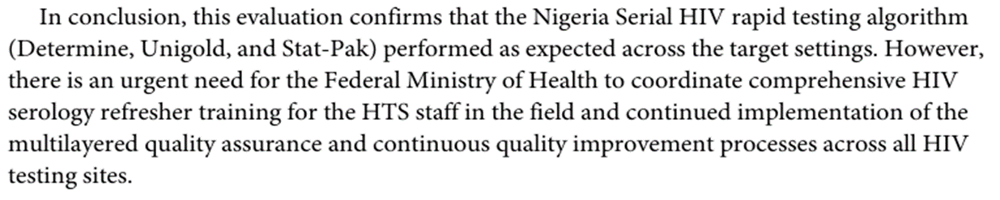 In conclusion, this evaluation confirms that the Nigeria Serial HIV rapid testing algorithm
(Determine, Unigold, and Stat-Pak) performed as expected across the target settings. However,
there is an urgent need for the Federal Ministry of Health to coordinate comprehensive HIV
serology refresher training for the HTS staff in the field and continued implementation of the
multilayered quality assurance and continuous quality improvement processes across all HIV
testing sites.